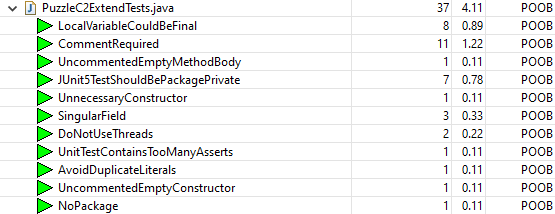 PuzzleC2ExtendTests.java 37 4.11 POOB
LocalVariableCouldBeFinal 8 0.89 POOB
CommentRequired 11 1.22 POOB
UncommentedEmptyMethodBody 1 0.11 POOB
JUnit5TestShouldBePackagePrivate 7 0.78 POOB
UnnecessaryConstructor 1 0.11 POOB
SingularField 3 0.33 POOB
DoNotUseThreads 2 0.22 POOB
UnitTestContainsTooManyAsserts 1 0.11 POOB
AvoidDuplicateLiterals 1 0.11 POOB
UncommentedEmptyConstructor 1 0.11 POOB
NoPackage 1 0.11 POOB